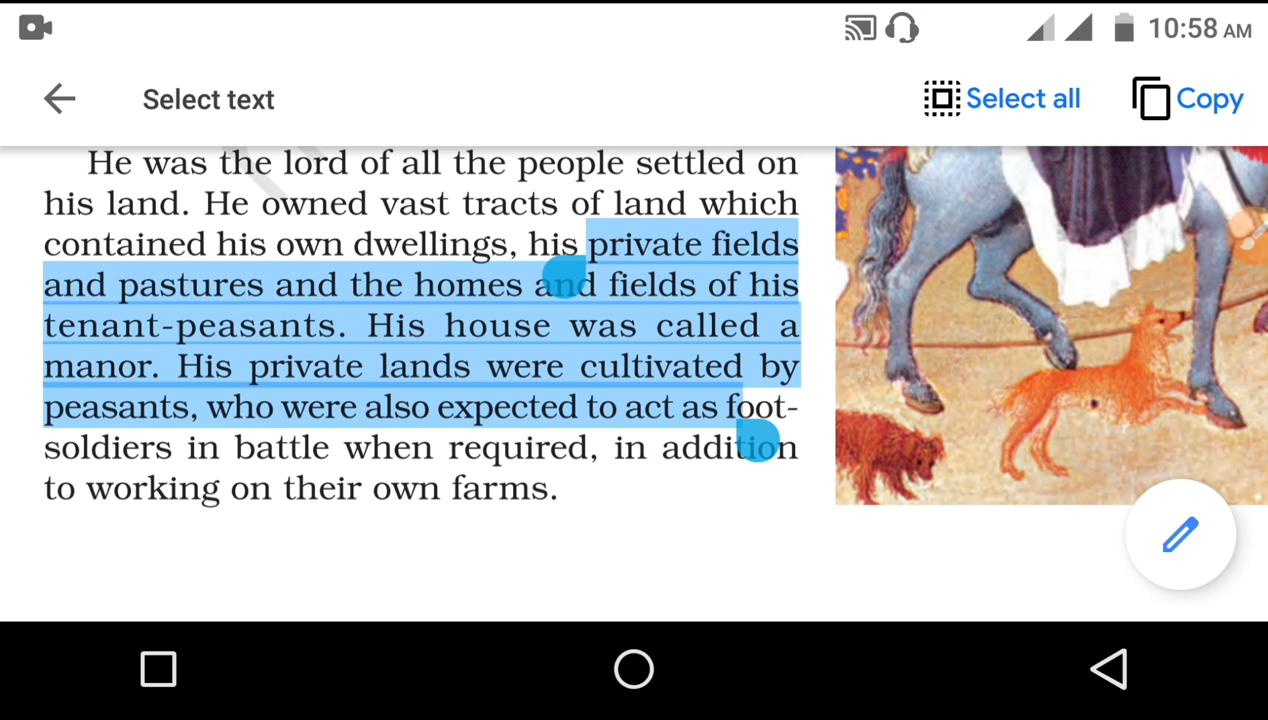 10:58 AM
Select text
Select all
Copy
He was the lord of all the people settled on
his land. He owned vast tracts of land which
contained his own dwellings, his private fields
and pastures and the homes and fields of his
tenant-peasants. His house was called a
manor. His private lands were cultivated by
peasants, who were also expected to act as foot-
soldiers in battle when required, in addition
to working on their own farms.